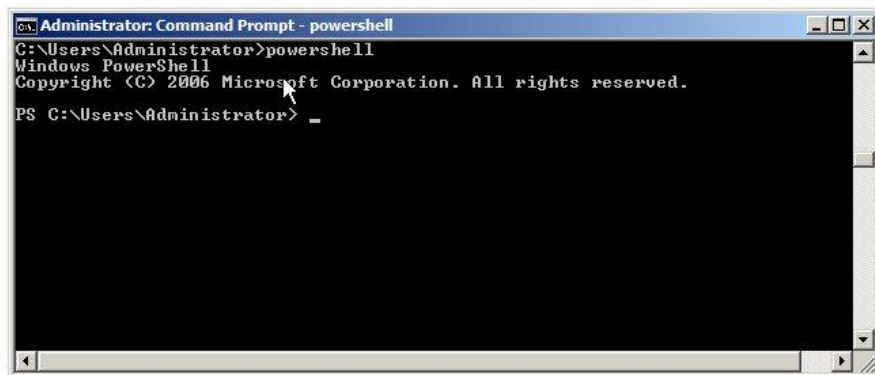 Administrator: Command Prompt - powershell
C:\Users\Administrator>powershell
Windows PowerShell
Copyright (C) 2006 Microsoft Corporation. All rights reserved.
PS C:\Users\Administrator> _